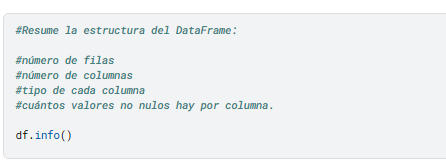 #Resume la estructura del DataFrame:
#número de filas
#número de columnas
#tipo de cada columna
#cuántos valores no nulos hay por columna.
df.info()